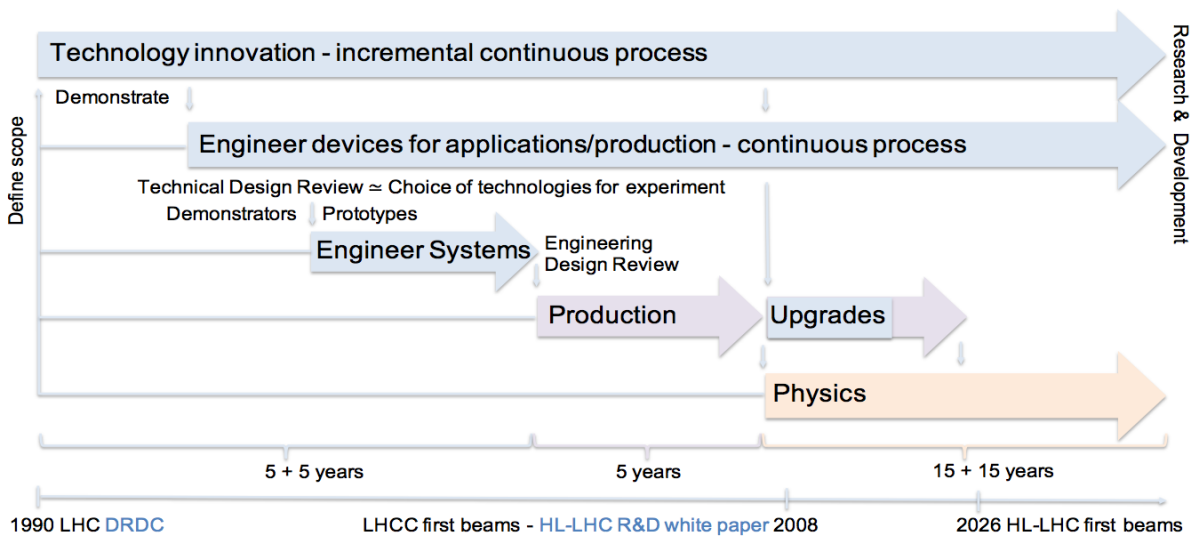 Technology innovation - incremental continuous process
Research & Development
Define scope
Demonstrate
Engineer devices for applications/production - continuous process
Technical Design Review ≃ Choice of technologies for experiment
Demonstrators
Prototypes
Engineer Systems
Engineering
Design Review
Production
Upgrades
Physics
5 + 5 years
5 years
15 + 15 years
1990 LHC DRDC
LHCC first beams - HL-LHC R&D white paper 2008
2026 HL-LHC first beams